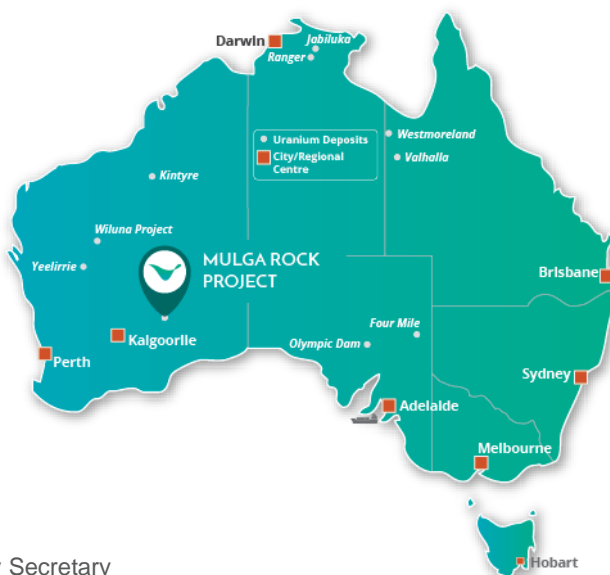 Darwin
Jabiluka
Ranger
Uranium Deposits
City/Regional
Centre
Westmoreland
Valhalla
Kintyre
Wiluna Project
Yeelirrie
MULGA ROCK
PROJECT
Brisbane
Four Mile
Olympic Dam
Kalgoorlie
Perth
Sydney
Adelaide
Melbourne
Hobart
Secretary